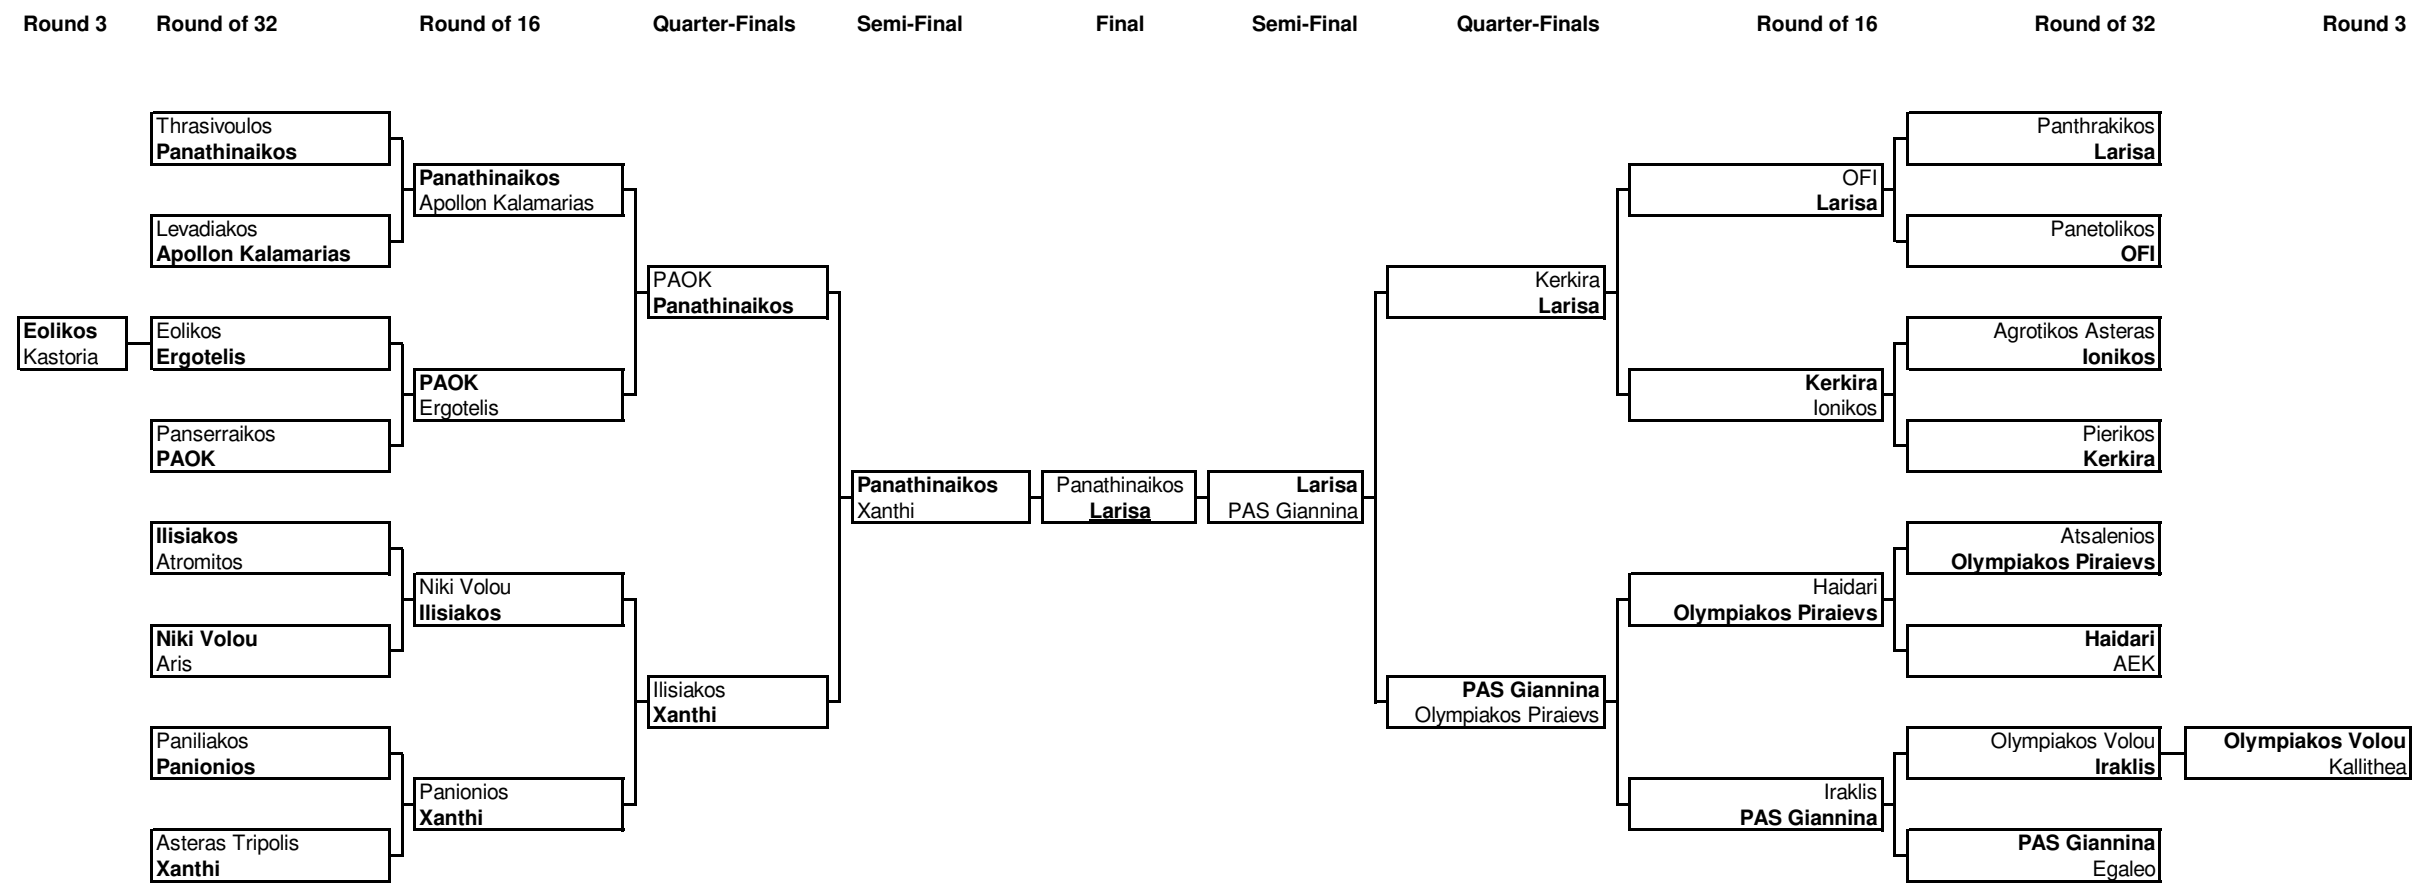 Round 3 Round of 32 Round of 16 Quarter-Finals Semi-Final Final Semi-Final Quarter-Finals Round of 16 Round of 32 Round 3
Thrasivoulos
Panathinaikos
Levadiakos
Apollon Kalamarias
Eolikos
Kastoria
Eolikos
Ergotelis
Panserraikos
PAOK
Ilisiakos
Atromitos
Niki Volou
Aris
Paniliakos
Panionios
Asteras Tripolis
Xanthi
Panathinaikos
Apollon Kalamarias
PAOK
Ergotelis
Niki Volou
Ilisiakos
Panionios
Xanthi
PAOK
Panathinaikos
Ilisiakos
Xanthi
Panathinaikos
Xanthi
Panathinaikos
Larisa
Larisa
PAS Giannina
Kerkira
Larisa
PAS Giannina
Olympiakos Piraievs
OFI
Larisa
Kerkira
Ionikos
Haidari
Olympiakos Piraievs
Iraklis
PAS Giannina
Panthrakikos
Larisa
Panetolikos
OFI
Agrotikos Asteras
Ionikos
Pierikos
Kerkira
Atsalenios
Olympiakos Piraievs
Haidari
AEK
Olympiakos Volou
Iraklis
PAS Giannina
Egaleo
Olympiakos Volou
Kallithea